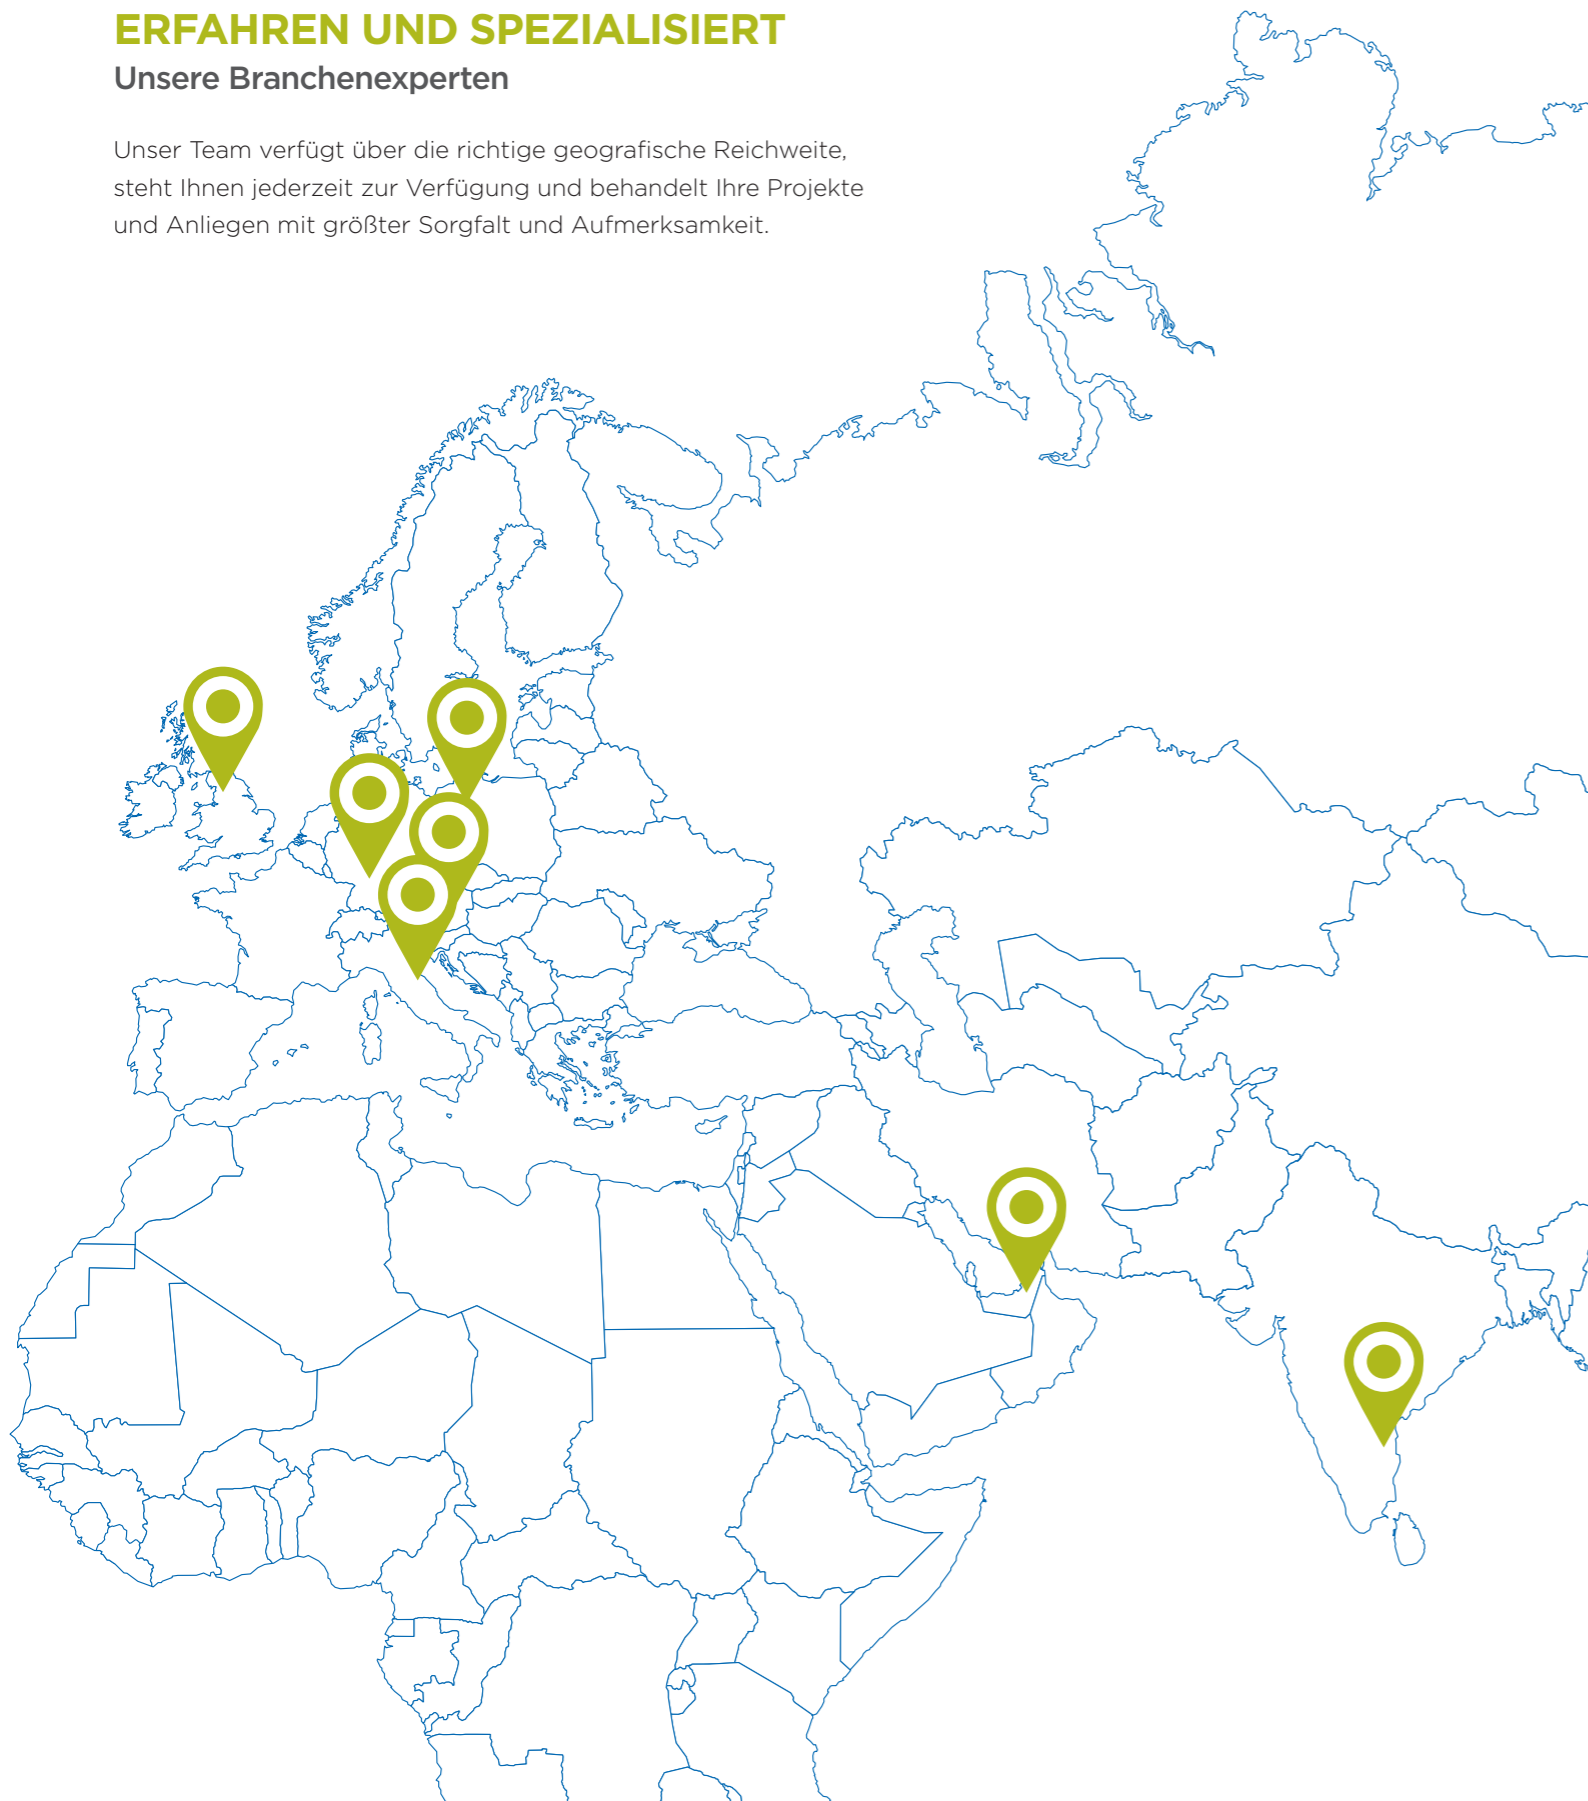 ERFAHREN UND SPEZIALISIERT
Unsere Branchenexperten
Unser Team verfügt über die richtige geografische Reichweite,
steht Ihnen jederzeit zur Verfügung und behandelt Ihre Projekte
und Anliegen mit größter Sorgfalt und Aufmerksamkeit.